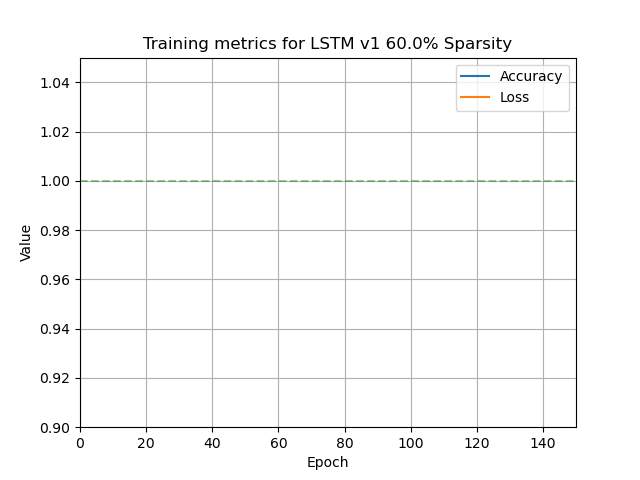 Training metrics for LSTM v1 60.0% Sparsity
Accuracy
Loss
1.04
1.02
1.00
0.98
0.96
0.94
0.92
0.90
Value
0 20 40 60 80 100 120 140
Epoch